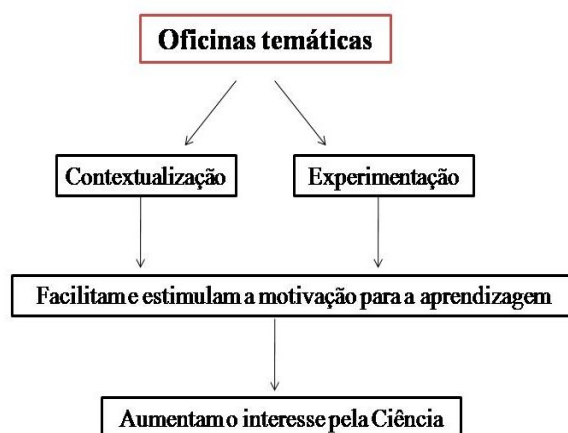 Oficinas temáticas
Contextualização
Experimentação
Facilitam e estimulam a motivação para a aprendizagem
Aumentam o interesse pela Ciência